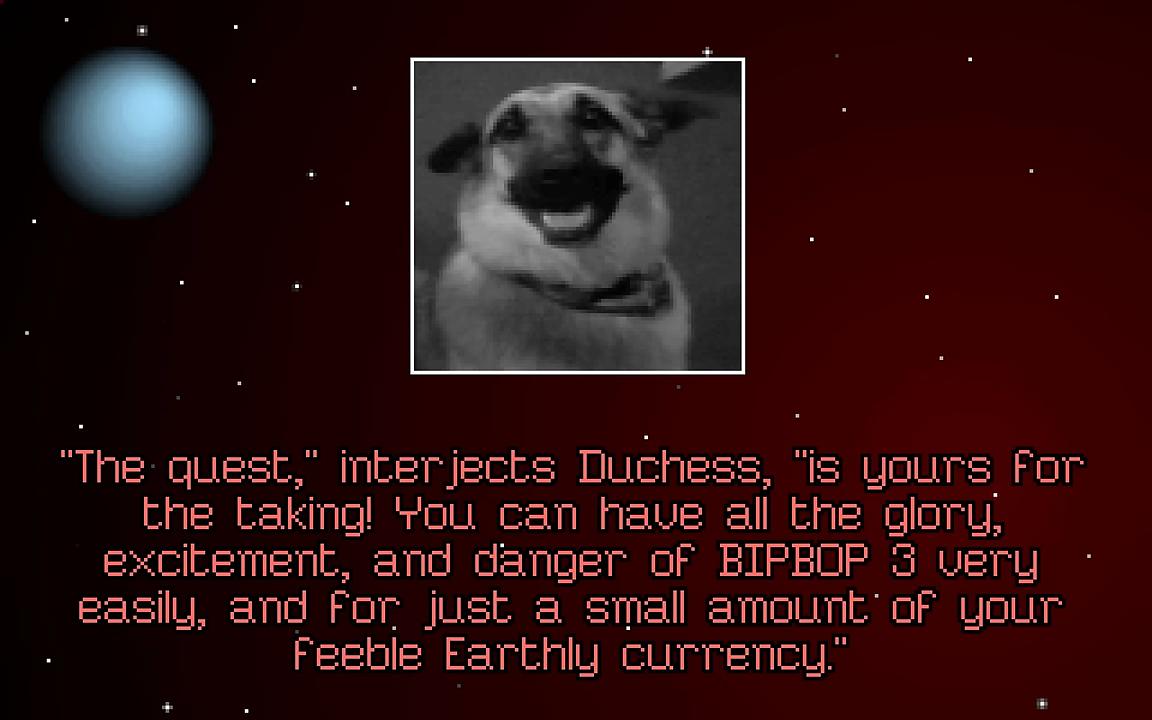 "The quest," interjects Duchess, "is yours for
the taking! You can have all the glory,
excitement, and danger of BIPBOP 3 very
easily, and for just a small amount of your
feeble Earthly currency."